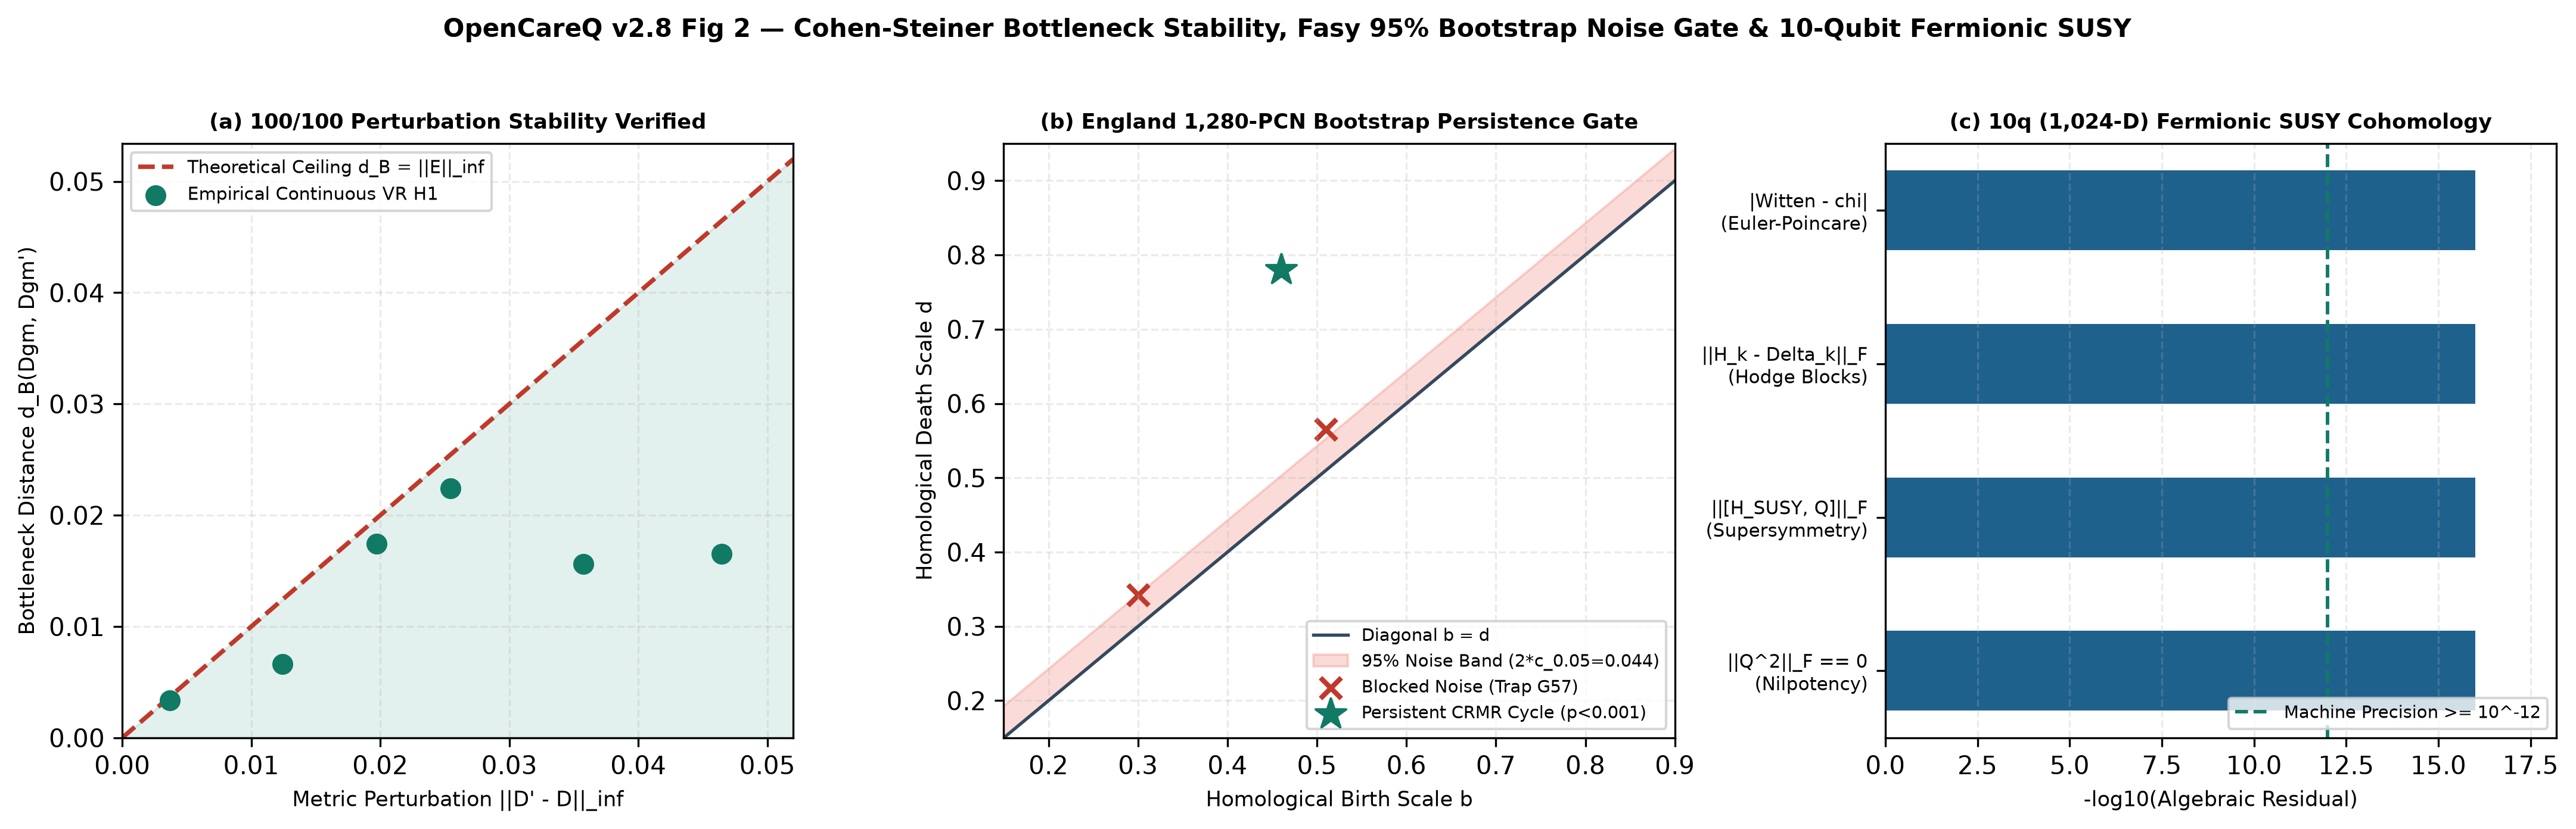 OpenCareQ v2.8 Fig 2 — Cohen-Steiner Bottleneck Stability, Fasy 95% Bootstrap Noise Gate & 10-Qubit Fermionic SUSY
(a) 100/100 Perturbation Stability Verified
Theoretical Ceiling d_B = ||E||_inf
Empirical Continuous VR H1
Bottleneck Distance d_B(Dgm, Dgm')
0.05
0.04
0.03
0.02
0.01
0.00
0.00 0.01 0.02 0.03 0.04 0.05
Metric Perturbation ||D' - D||_inf
(b) England 1,280-PCN Bootstrap Persistence Gate
Homological Death Scale d
0.9
0.8
0.7
0.6
0.5
0.4
0.3
0.2
Diagonal b = d
95% Noise Band (2*c_0.05=0.044)
Blocked Noise (Trap G57)
Persistent CRMR Cycle (p<0.001)
0.2 0.3 0.4 0.5 0.6 0.7 0.8 0.9
Homological Birth Scale b
(c) 10q (1,024-D) Fermionic SUSY Cohomology
|Witten - chi|
(Euler-Poincare)
||H_k - Delta_k||_F
(Hodge Blocks)
||[H_SUSY, Q]||_F
(Supersymmetry)
||Q^2||_F == 0
(Nilpotency)
Machine Precision >= 10^-12
0.0 2.5 5.0 7.5 10.0 12.5 15.0 17.5
-log10(Algebraic Residual)